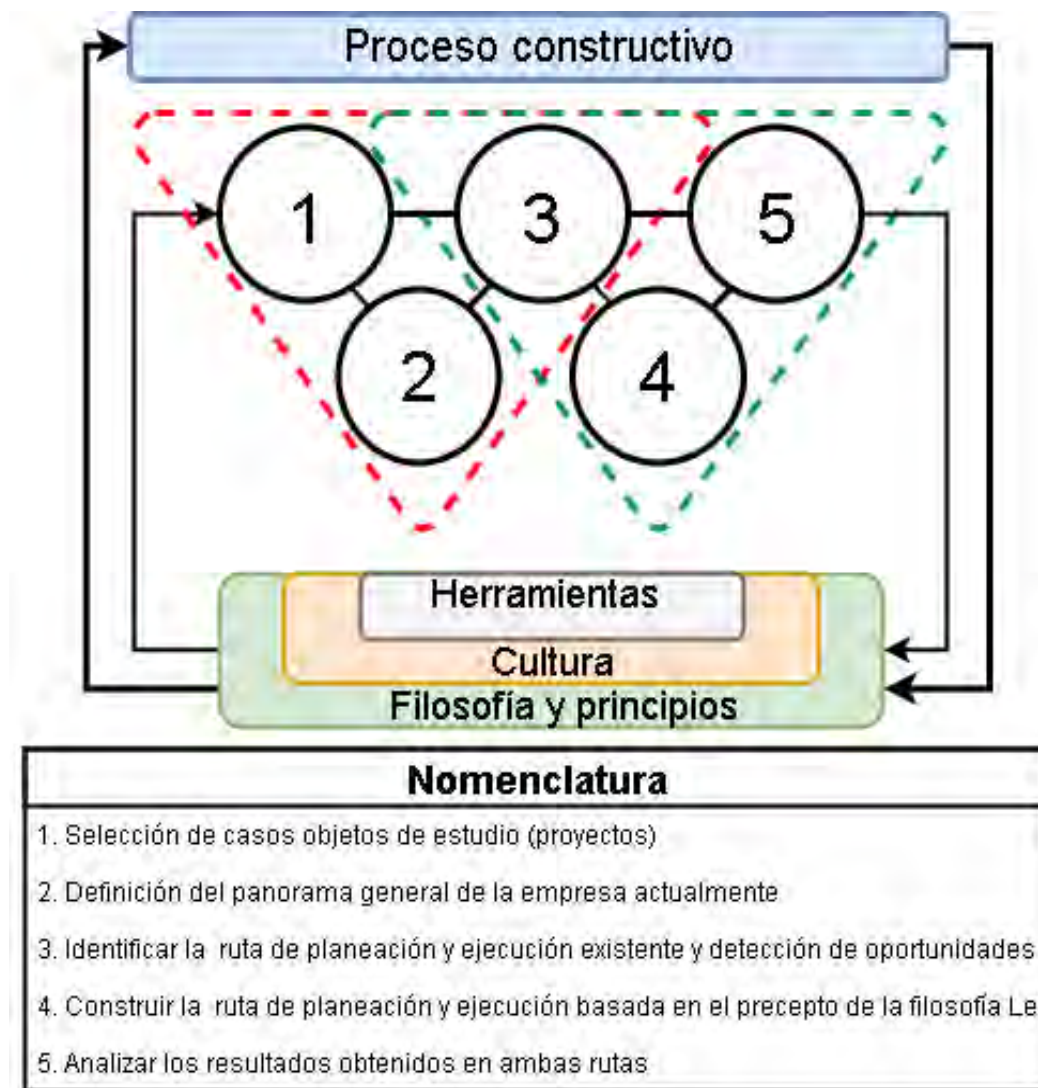 Proceso constructivo
1 3 5
2 4
Herramientas
Cultura
Filosofía y principios
Nomenclatura
1. Selección de casos objetos de estudio (proyectos)
2. Definición del panorama general de la empresa actualmente
3. Identificar la ruta de planeación y ejecución existente y detección de oportunidades
4. Construir la ruta de planeación y ejecución basada en el precepto de la filosofía Le
5. Analizar los resultados obtenidos en ambas rutas